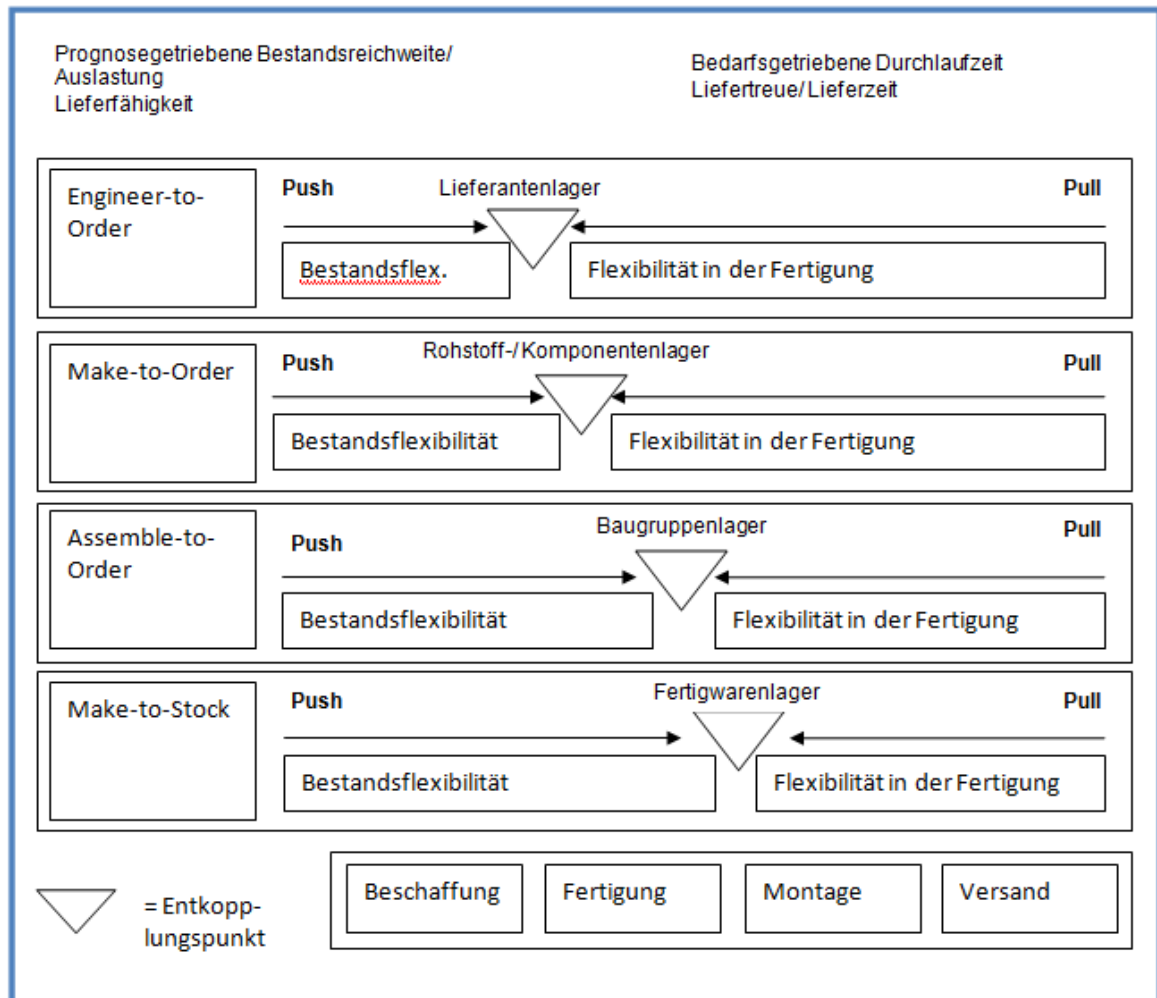 Prognosegetriebene Bestandsreichweite/
Auslastung
Lieferfähigkeit
Bedarfsgetriebene Durchlaufzeit
Liefertreue/ Lieferzeit
Engineer-to-
Order
Push
Lieferantenlager
Pull
Bestandsflex.
Flexibilität in der Fertigung
Make-to-Order
Push
Rohstoff-/ Komponentenlager
Pull
Bestandsflexibilität
Flexibilität in der Fertigung
Assemble-to-
Order
Push
Baugruppenlager
Pull
Bestandsflexibilität
Flexibilität in der Fertigung
Make-to-Stock
Push
Fertigwarenlager
Pull
Bestandsflexibilität
Flexibilität in der Fertigung
= Entkopp-
lungspunkt
Beschaffung
Fertigung
Montage
Versand